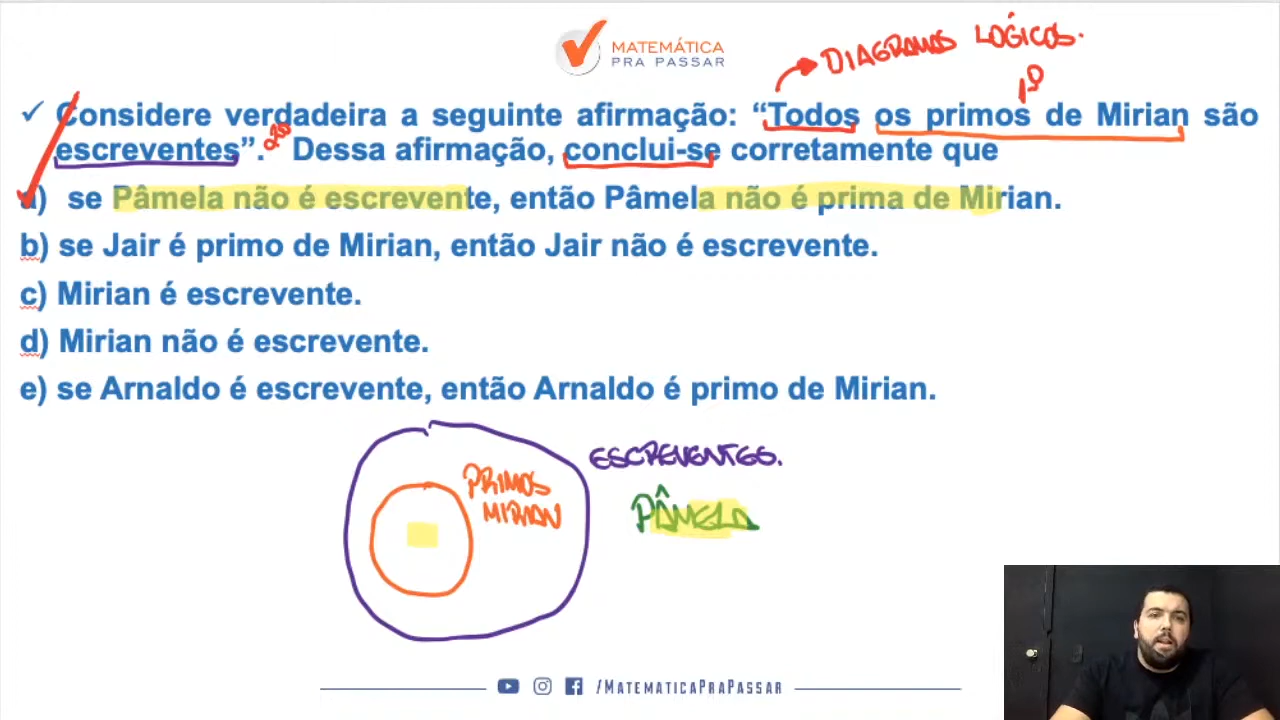 MATEMÁTICA
PRA PASSAR
DIAGRAMAS LÓGICOS.
1º
✓ Considere verdadeira a seguinte afirmação: “Todos os primos de Mirian são
escreventes”. Dessa afirmação, conclui-se corretamente que
2º
a) se Pâmela não é escrevente, então Pâmela não é prima de Mirian.
b) se Jair é primo de Mirian, então Jair não é escrevente.
c) Mirian é escrevente.
d) Mirian não é escrevente.
e) se Arnaldo é escrevente, então Arnaldo é primo de Mirian.
ESCREVENTES.
PRIMOS
MIRIAN
PÂMELA
/MATEMATICAPRAPASSAR